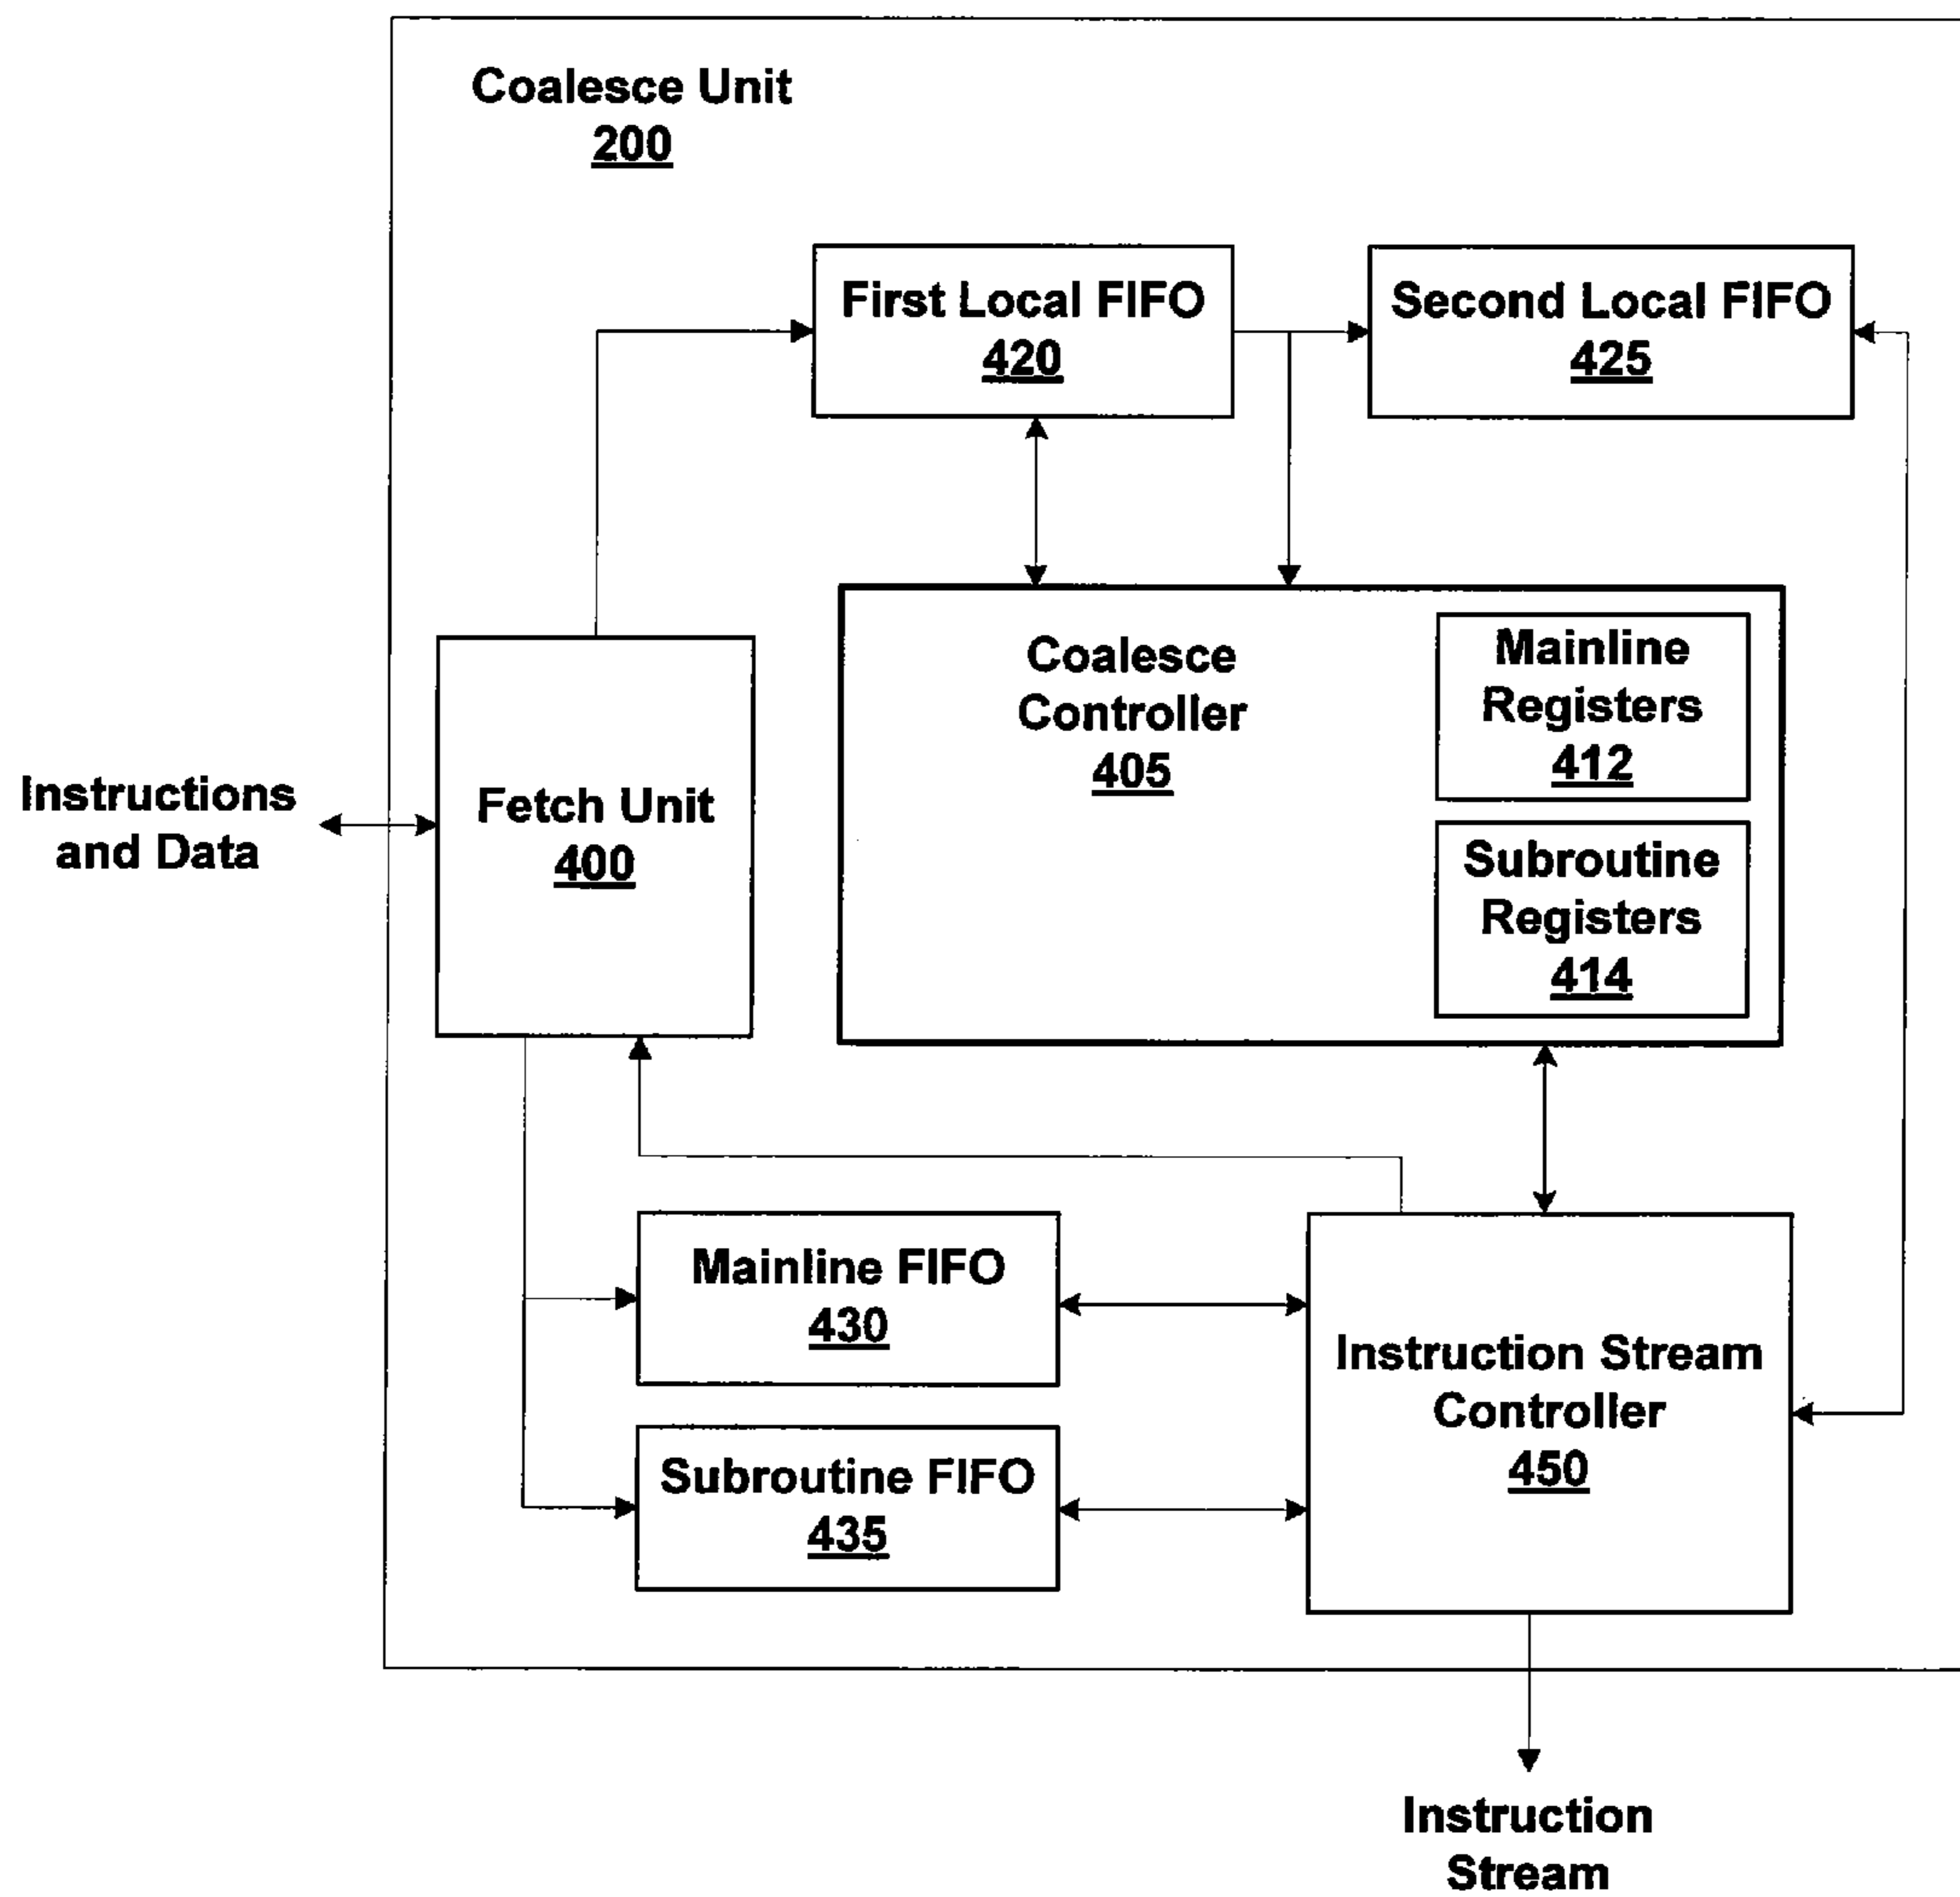 Coalesce Unit
200
First Local FIFO
420
Second Local FIFO
425
Coalesce
Controller
405
Mainline
Registers
412
Subroutine
Registers
414
Instructions
and Data
Fetch Unit
400
Mainline FIFO
430
Subroutine FIFO
435
Instruction Stream
Controller
450
Instruction
Stream